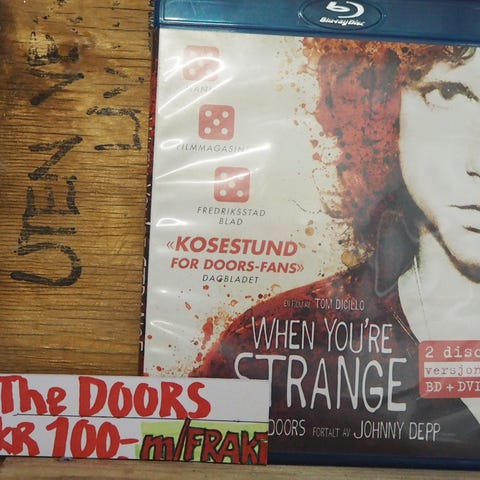 Blu-ray Disc
UTEN
FILMMAGASIN
FREDRIKSSTAD
BLAD
«KOSESTUND
FOR DOORS-FANS»
DAGBLADET
EN FILM AV TOM DICILLO
WHEN YOU'RE
STRANGE
DOORS FORTALT AV JOHNNY DEPP
2 disc
versjon
BD + DVD
The DOORS
KR 100-
m/FRAKT